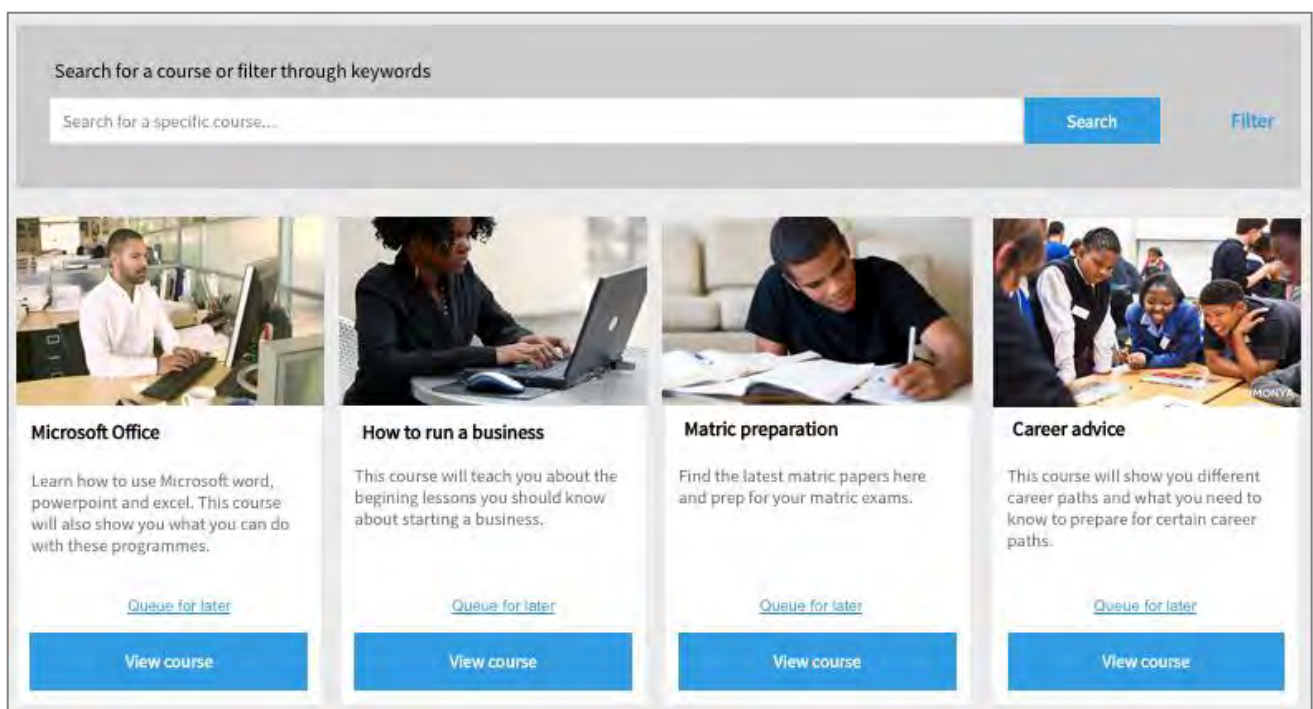 Search for a course or filter through keywords
Search for a specific course...
Search
Filter
MONYA
Microsoft Office
Learn how to use Microsoft word,
powerpoint and excel. This course
will also show you what you can do
with these programmes.
Queue for later
View course
How to run a business
This course will teach you about the
begining lessons you should know
about starting a business.
Queue for later
View course
Matric preparation
Find the latest matric papers here
and prep for your matric exams.
Queue for later
View course
Career advice
This course will show you different
career paths and what you need to
know to prepare for certain career
paths.
Queue for later
View course